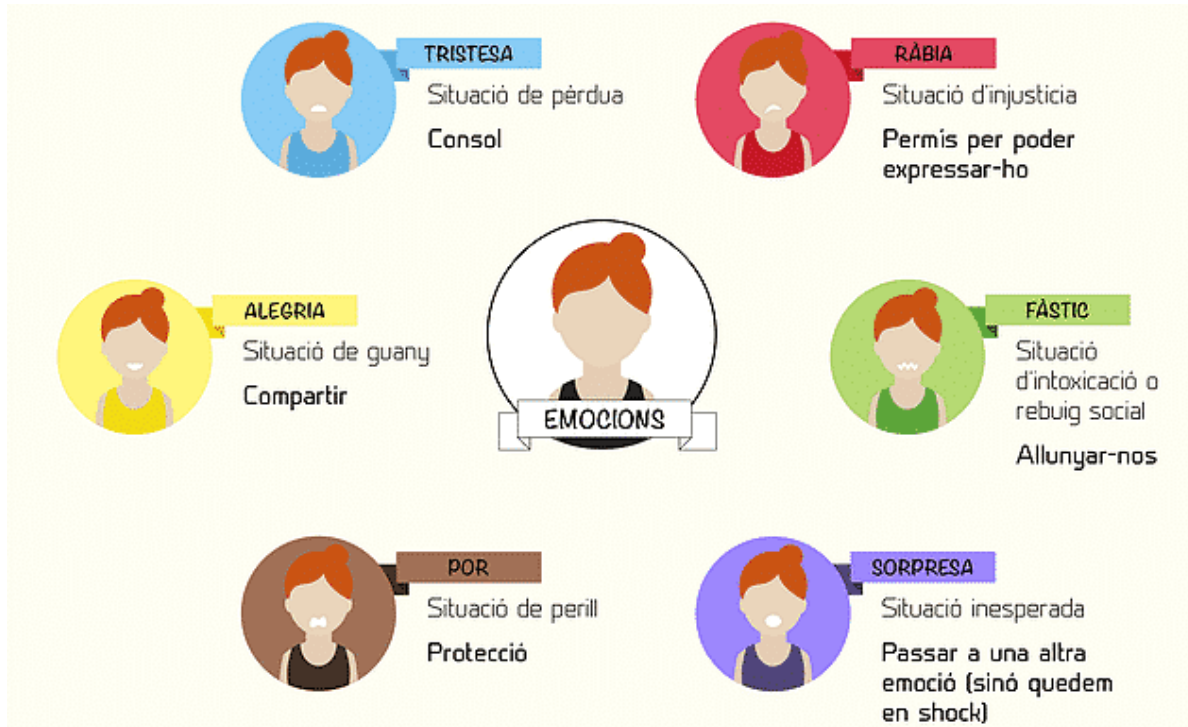 TRISTESA
Situació de pèrdua
Consol
RÀBIA
Situació d'injustícia
Permís per poder
expressar-ho
ALEGRIA
Situació de guany
Compartir
EMOCIONS
FÀSTIC
Situació
d'intoxicació o
rebuig social
Allunyar-nos
POR
Situació de perill
Protecció
SORPRESA
Situació inesperada
Passar a una altra
emoció (sinó quedem
en shock)